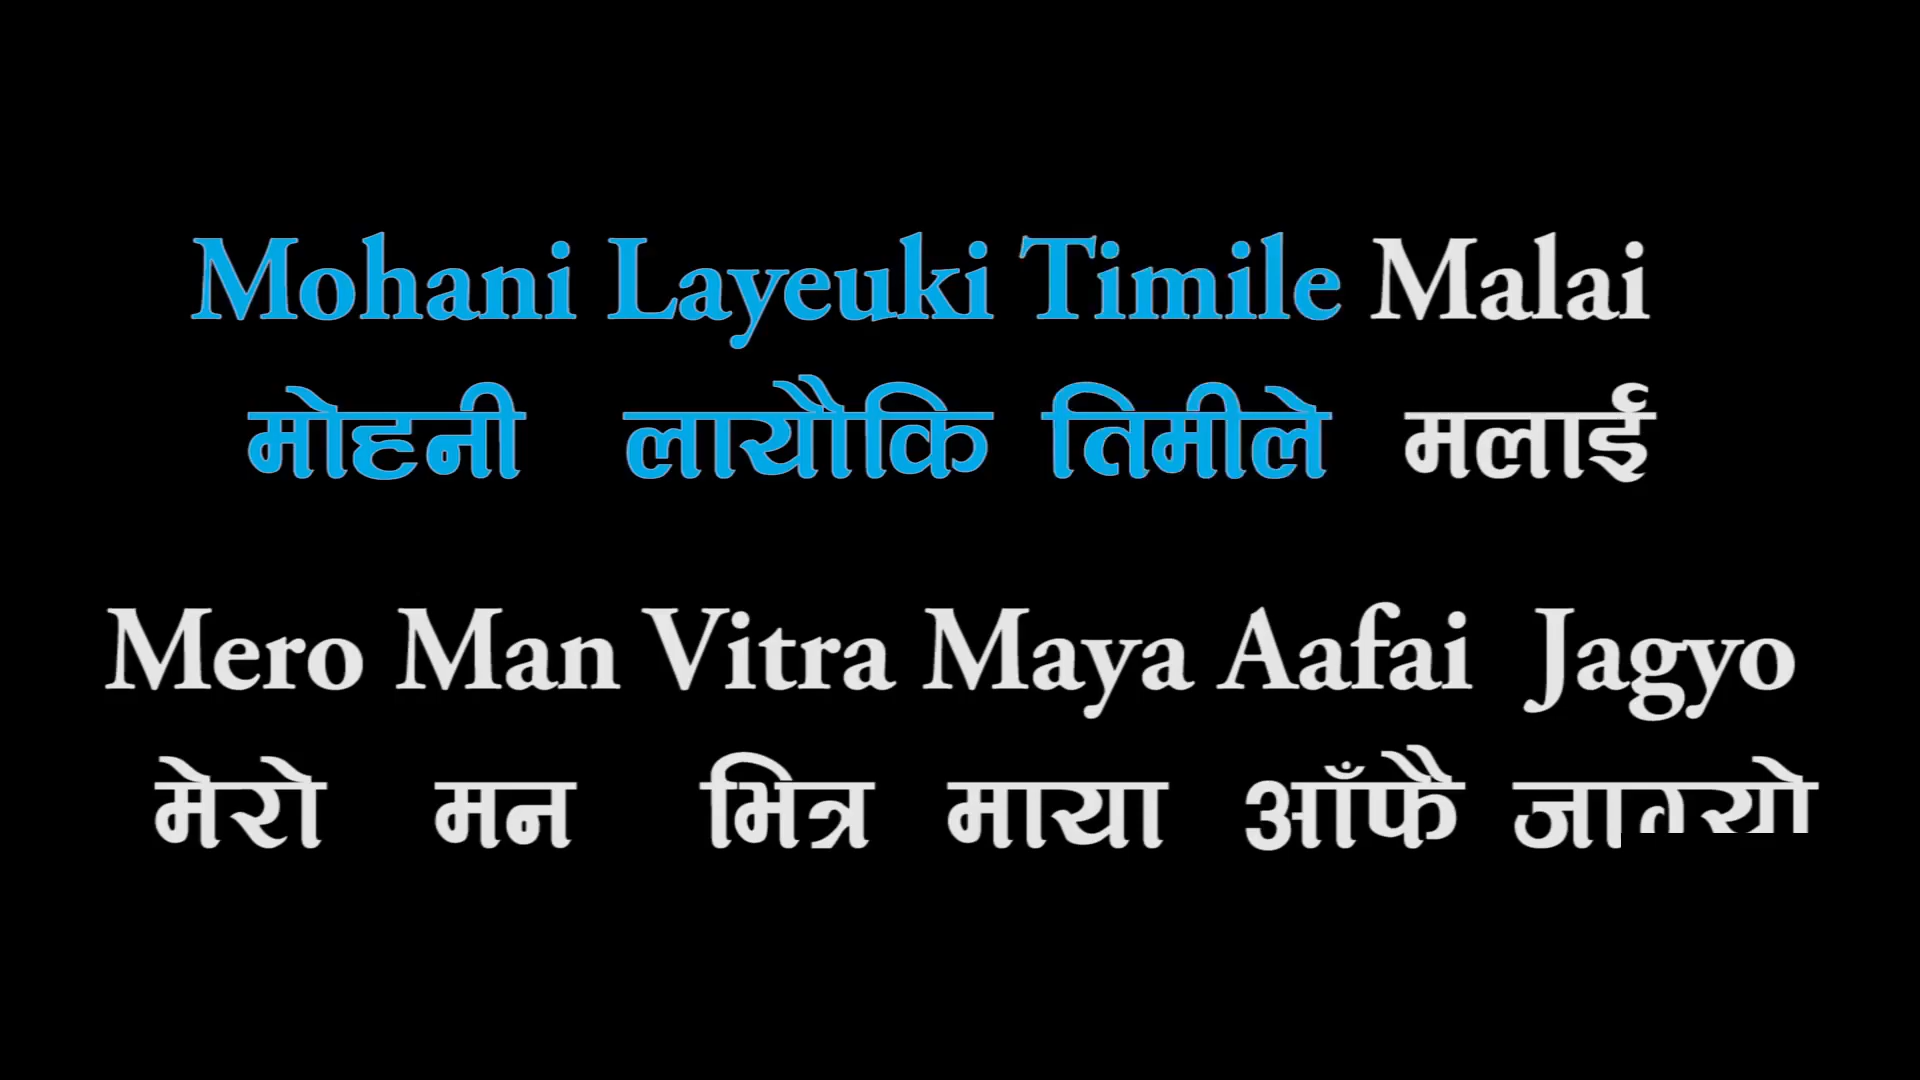 Mohani Layeuki Timile Malai
मोहनी लायौकि तिमीले मलाई
Mero Man Vitra Maya Aafai Jagyo
मेरो मन भित्र माया आँफै जाग्यो